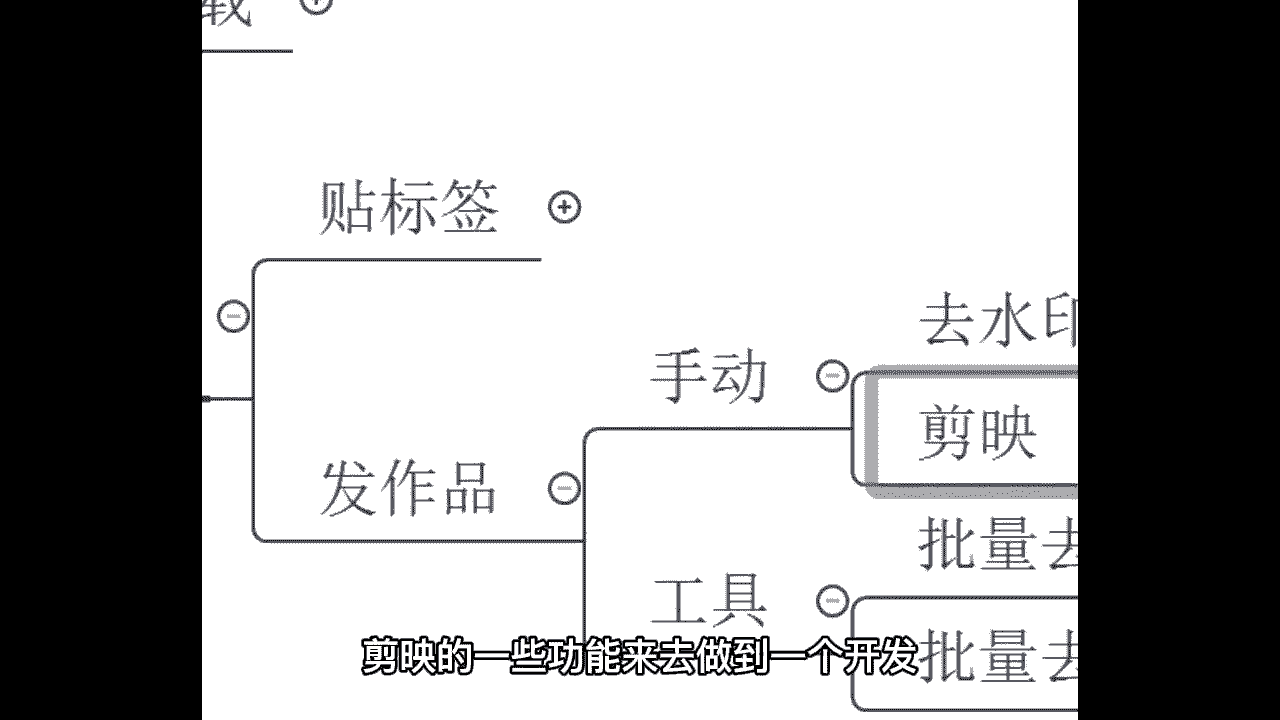 载
贴标签
去水印
手动
剪映
发作品
批量去
工具
剪映的一些功能来去做到一个开发
批量去